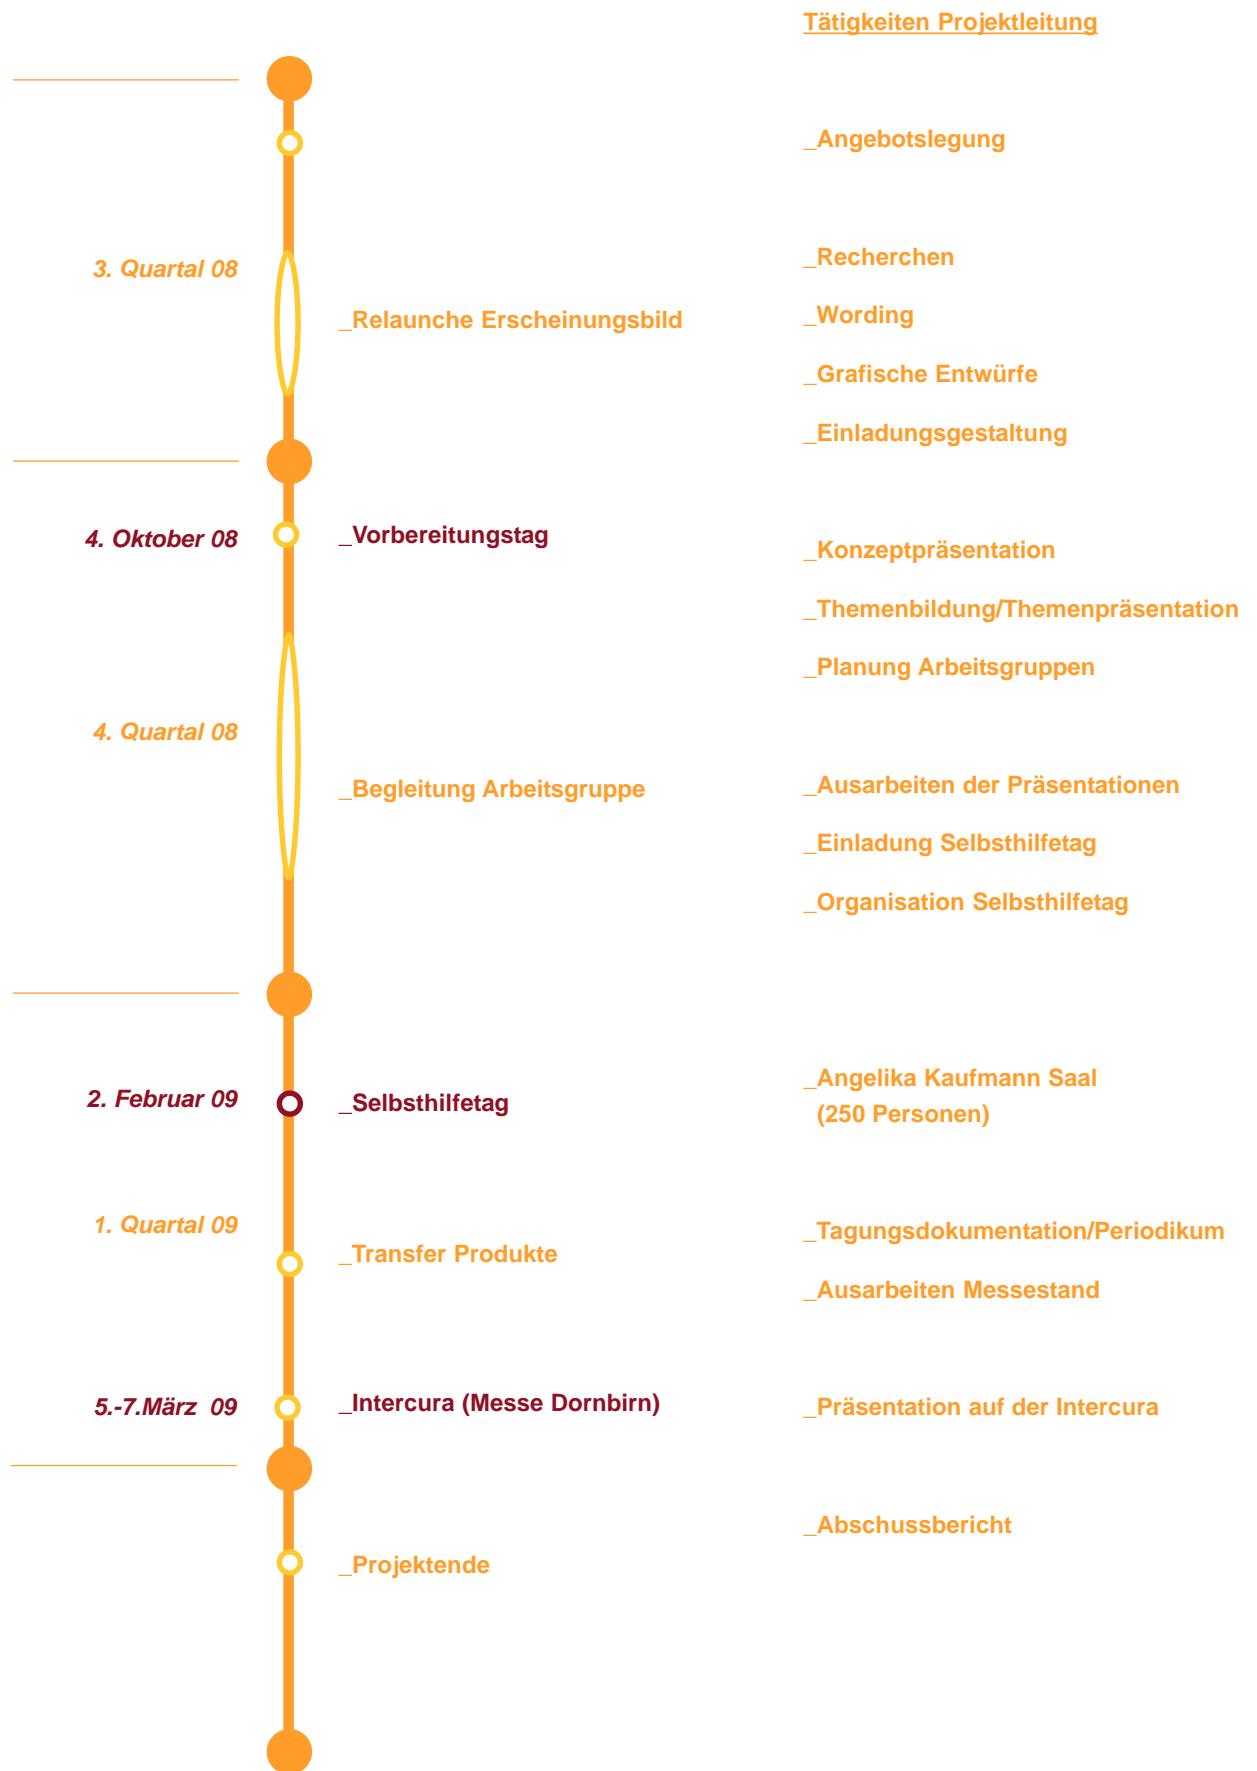 Tätigkeiten Projektleitung
_Angebotslegung
3. Quartal 08
_Recherchen
_Relaunche Erscheinungsbild
_Wording
_Grafische Entwürfe
_Einladungsgestaltung
4. Oktober 08
_Vorbereitungstag
_Konzeptpräsentation
_Themenbildung/Themenpräsentation
_Planung Arbeitsgruppen
4. Quartal 08
_Begleitung Arbeitsgruppe
_Ausarbeiten der Präsentationen
_Einladung Selbsthilfetag
_Organisation Selbsthilfetag
2. Februar 09
_Selbsthilfetag
_Angelika Kaufmann Saal
(250 Personen)
1. Quartal 09
_Transfer Produkte
_Tagungsdokumentation/Periodikum
_Ausarbeiten Messestand
5.-7.März 09
_Intercura (Messe Dornbirn)
_Präsentation auf der Intercura
_Abschussbericht
_Projektende